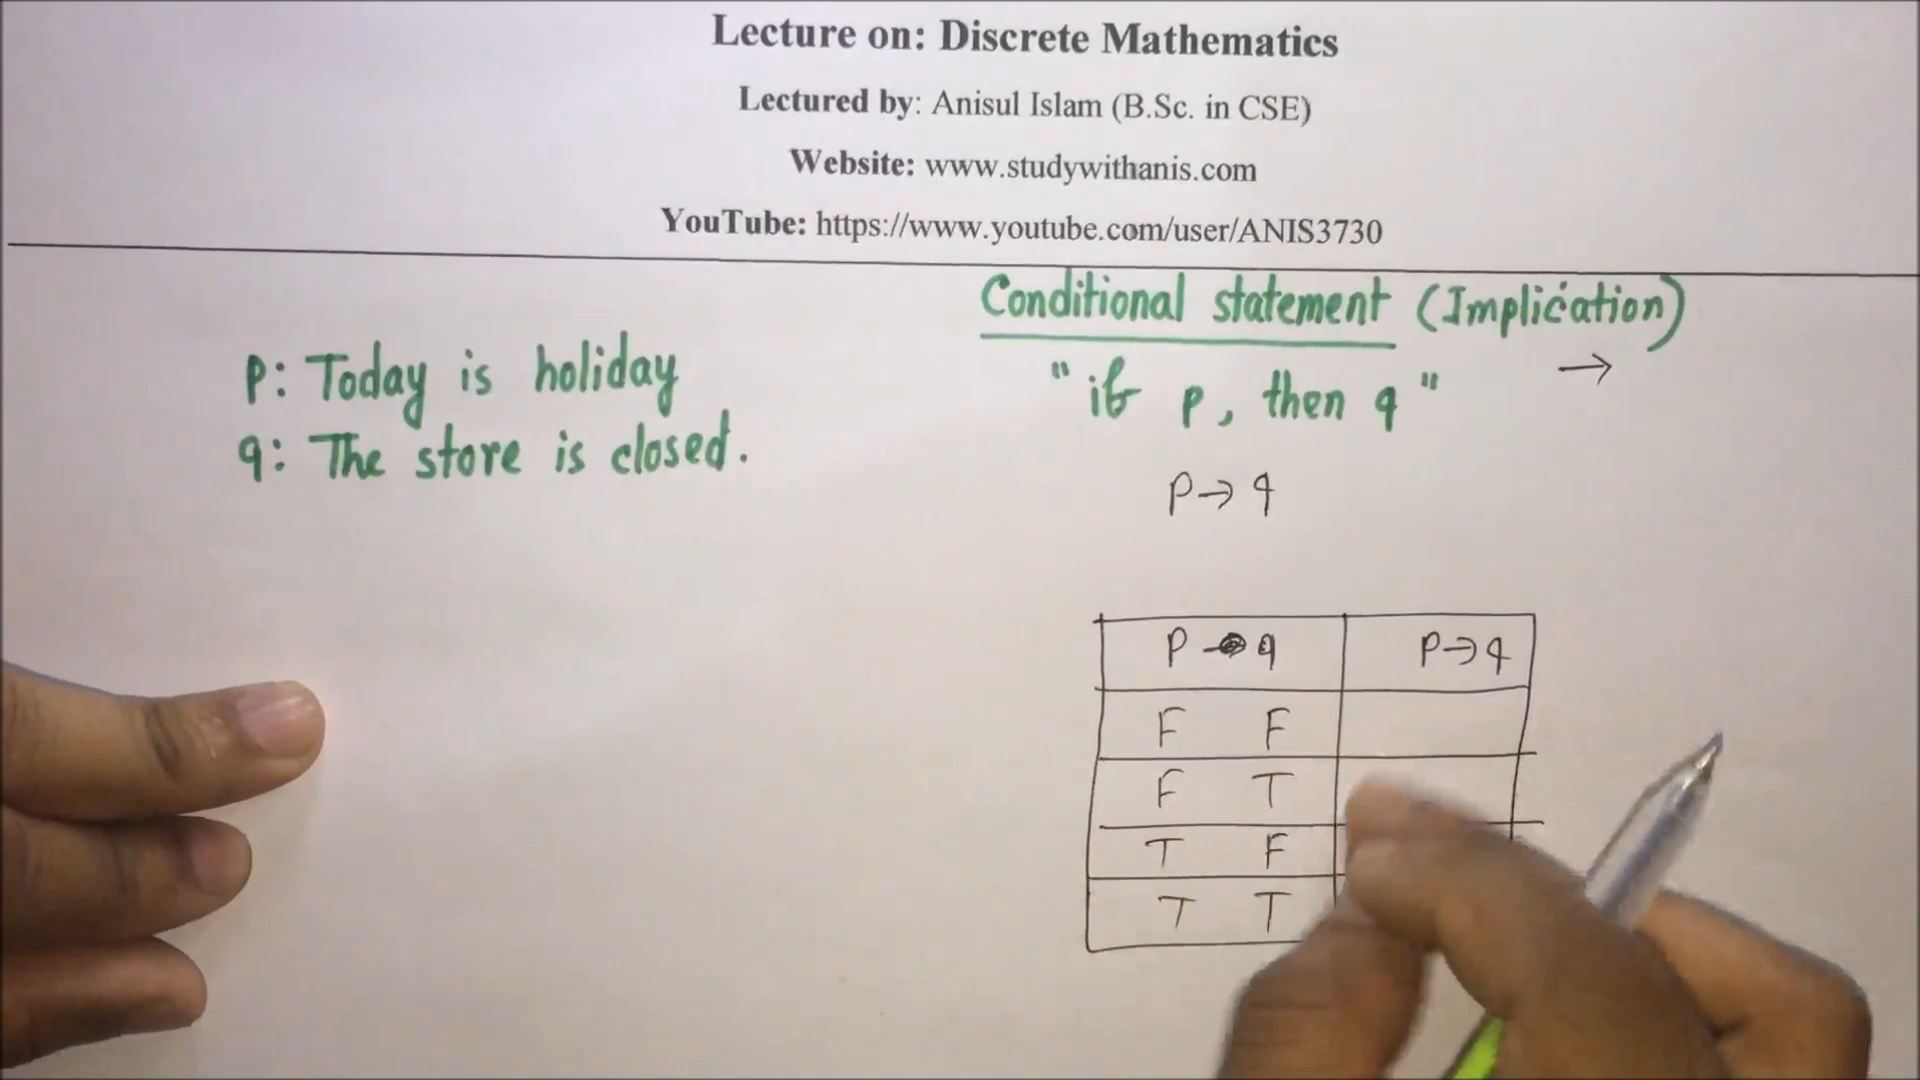 Lecture on: Discrete Mathematics
Lectured by: Anisul Islam (B.Sc. in CSE)
Website: www.studywithanis.com
YouTube: https://www.youtube.com/user/ANIS3730
Conditional statement (Implication)
"if p, then q" →
p → q
p: Today is holiday
q: The store is closed.
p q p → q
F F
F T
T F
T T